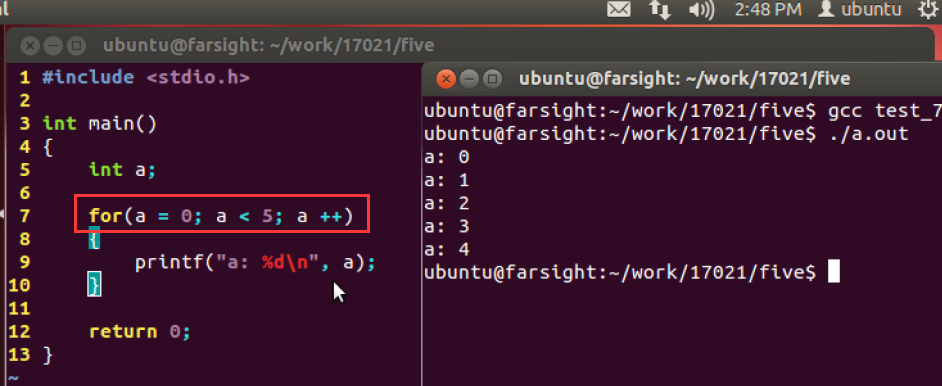 al
2:48 PM ubuntu
ubuntu@farsight: ~/work/17021/five
1 #include <stdio.h>
2
3 int main()
4 {
5     int a;
6
7     for(a = 0; a < 5; a ++)
8     {
9         printf("a: %d\n", a);
10     }
11
12     return 0;
13 }
~
ubuntu@farsight: ~/work/17021/five
ubuntu@farsight:~/work/17021/five$ gcc test_7
ubuntu@farsight:~/work/17021/five$ ./a.out
a: 0
a: 1
a: 2
a: 3
a: 4
ubuntu@farsight:~/work/17021/five$